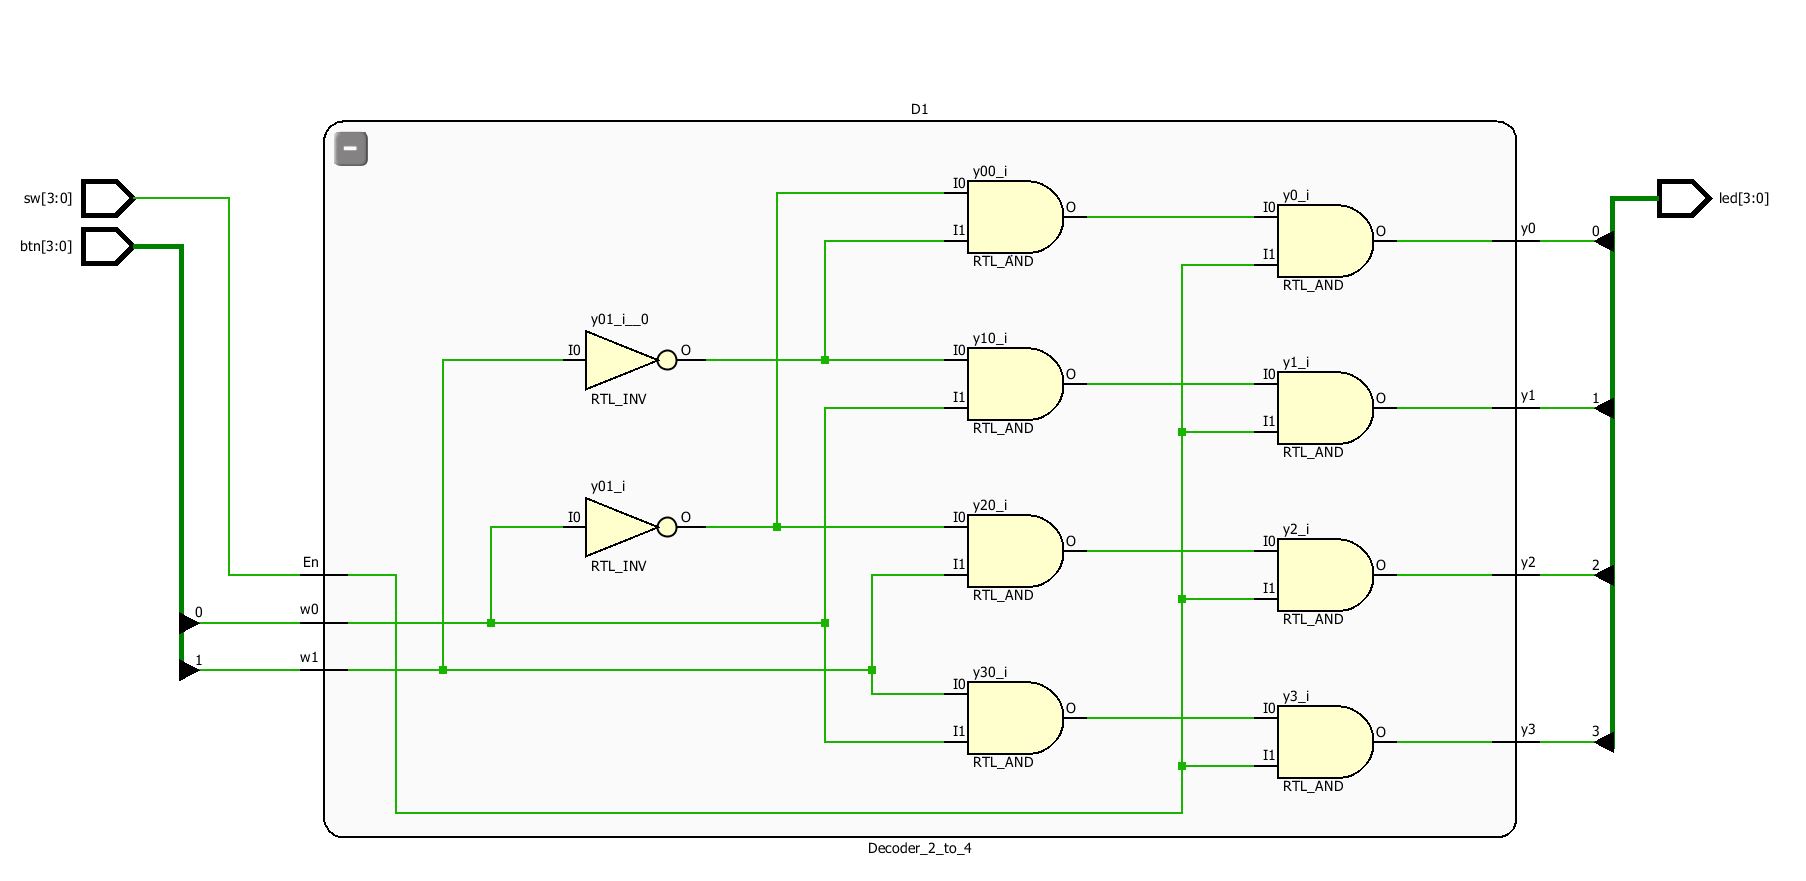 D1
sw[3:0]
btn[3:0]
led[3:0]
y00_i
I0
I1
O
RTL_AND
y0_i
I0
I1
O
RTL_AND
y0
0
y01_i__0
I0
O
RTL_INV
y10_i
I0
I1
O
RTL_AND
y1_i
I0
I1
O
RTL_AND
y1
1
y01_i
I0
O
RTL_INV
y20_i
I0
I1
O
RTL_AND
y2_i
I0
I1
O
RTL_AND
y2
2
En
0
w0
1
w1
y30_i
I0
I1
O
RTL_AND
y3_i
I0
I1
O
RTL_AND
y3
3
Decoder_2_to_4